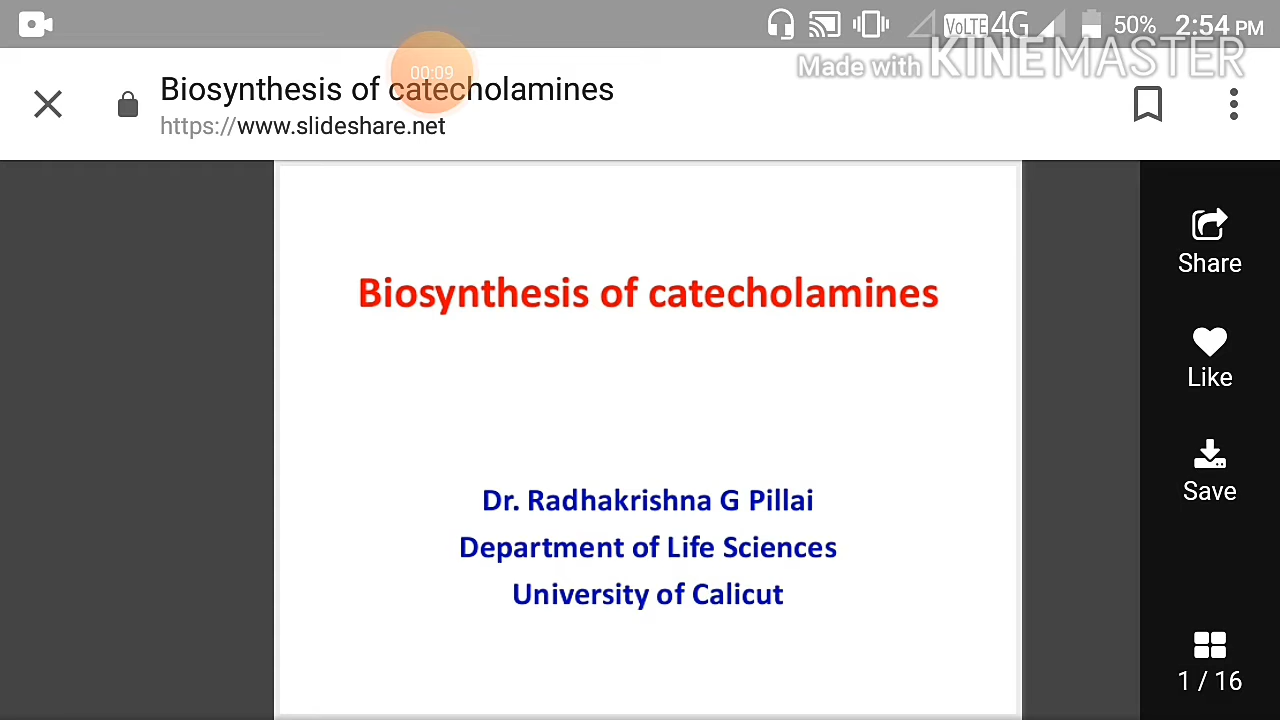 VoLTE 4G 50% 2:54 PM
Made with KINEMASTER
00:09
Biosynthesis of catecholamines
https://www.slideshare.net
Biosynthesis of catecholamines
Dr. Radhakrishna G Pillai
Department of Life Sciences
University of Calicut
Share
Like
Save
1 / 16